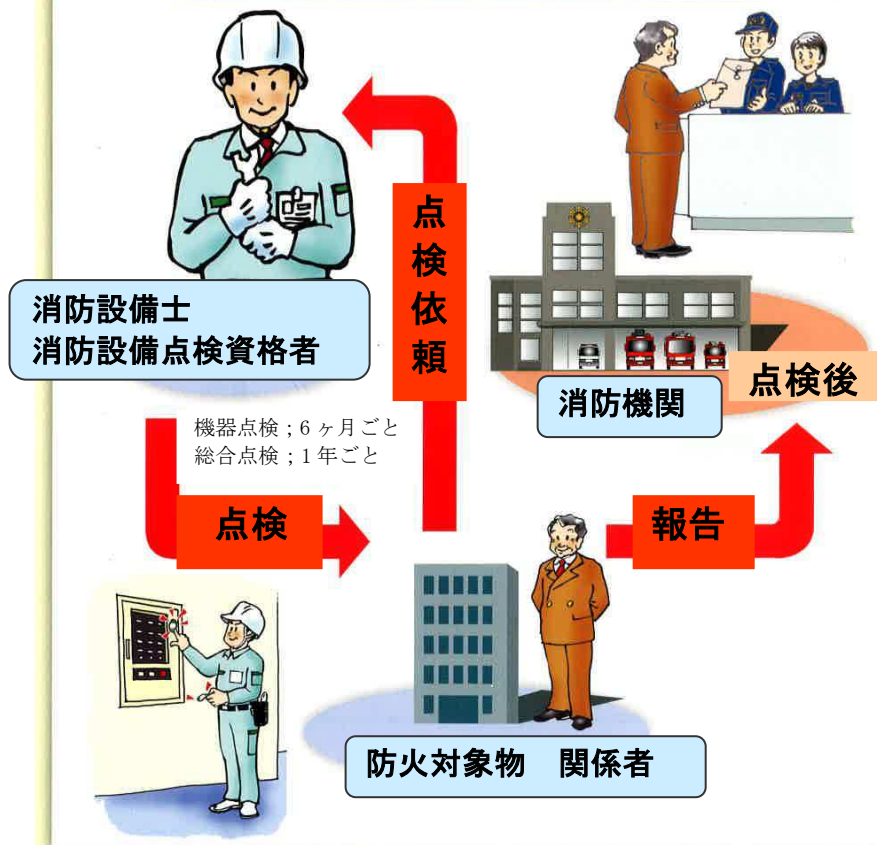 消防設備士
消防設備点検資格者
点検依頼
消防機関
点検後
機器点検；6ヶ月ごと
総合点検；1年ごと
点検
報告
防火対象物　関係者